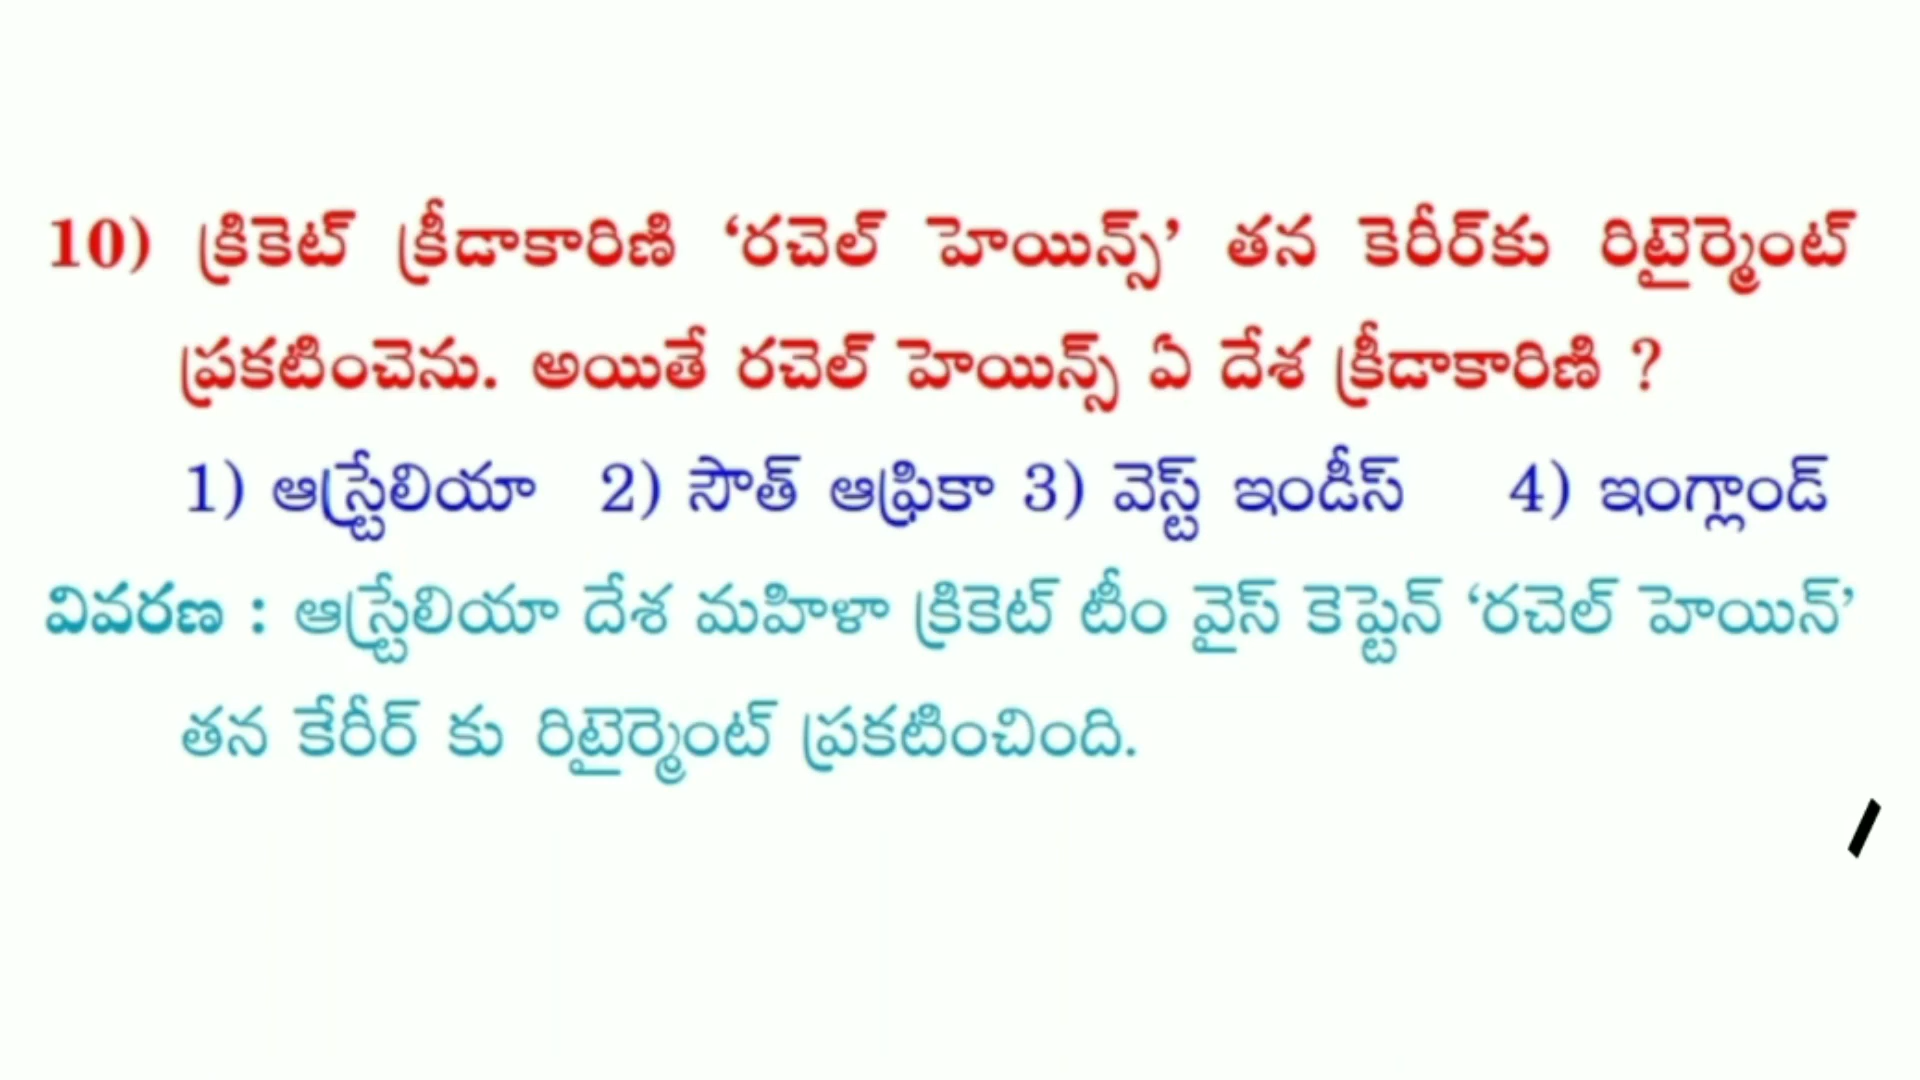 10) క్రికెట్ క్రీడాకారిణి ‘రచెల్ హెయిన్స్’ తన కెరీర్‌కు రిటైర్మెంట్
ప్రకటించెను. అయితే రచెల్ హెయిన్స్ ఏ దేశ క్రీడాకారిణి ?
1) ఆస్ట్రేలియా 2) సౌత్ ఆఫ్రికా 3) వెస్ట్ ఇండీస్ 4) ఇంగ్లాండ్
వివరణ : ఆస్ట్రేలియా దేశ మహిళా క్రికెట్ టీం వైస్ కెప్టెన్ ‘రచెల్ హెయిన్’
తన కేరీర్ కు రిటైర్మెంట్ ప్రకటించింది.